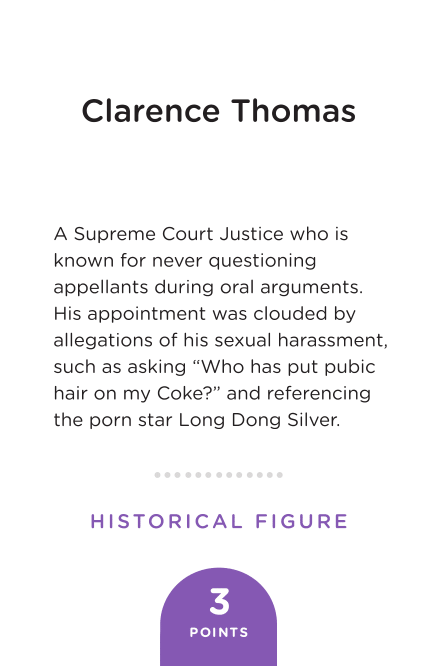 Clarence Thomas
A Supreme Court Justice who is
known for never questioning
appellants during oral arguments.
His appointment was clouded by
allegations of his sexual harassment,
such as asking “Who has put pubic
hair on my Coke?” and referencing
the porn star Long Dong Silver.
HISTORICAL FIGURE
3
POINTS